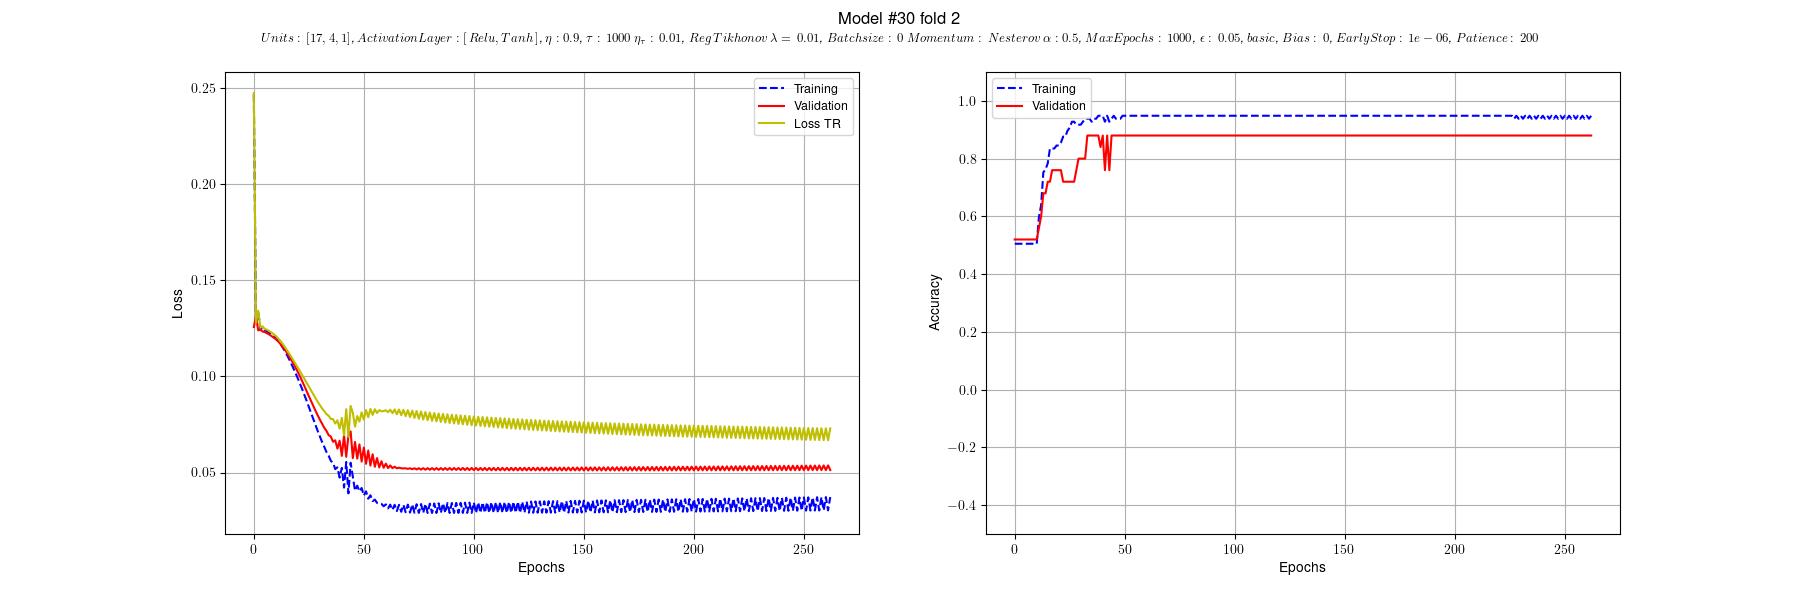 Model #30 fold 2
Units : [17, 4, 1], ActivationLayer : [ Relu, Tanh], η : 0.9, τ : 1000 ητ : 0.01, Reg Tikhonov λ = 0.01, Batchsize : 0 Momentum : Nesterov α : 0.5, MaxEpochs : 1000, ϵ : 0.05, basic, Bias : 0, EarlyStop : 1e − 06, Patience : 200
0.25
0.20
0.15
0.10
0.05
Loss
0 50 100 150 200 250
Epochs
Training
Validation
Loss TR
1.0
0.8
0.6
0.4
0.2
0.0
−0.2
−0.4
Accuracy
0 50 100 150 200 250
Epochs
Training
Validation